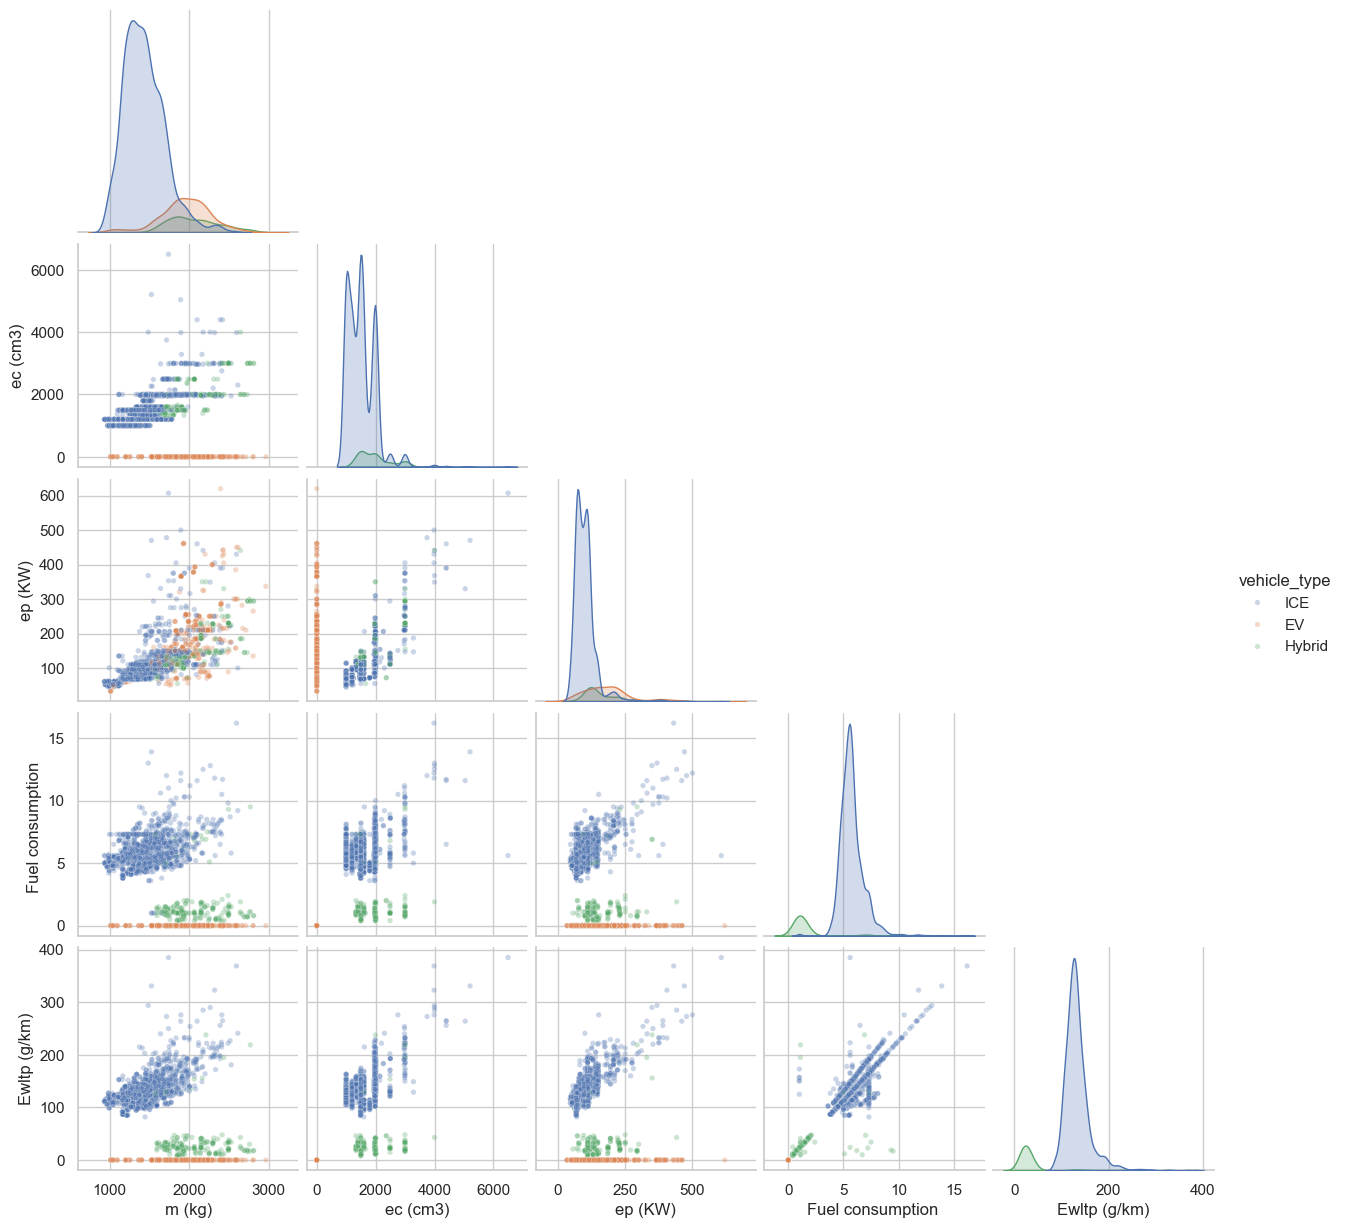 ec (cm3)
6000
4000
2000
0
ep (KW)
600
500
400
300
200
100
vehicle_type
ICE
EV
Hybrid
Fuel consumption
15
10
5
0
Ewltp (g/km)
400
300
200
100
0
1000 2000 3000 0 2000 4000 6000 0 250 500 0 5 10 15 0 200 400
m (kg) ec (cm3) ep (KW) Fuel consumption Ewltp (g/km)